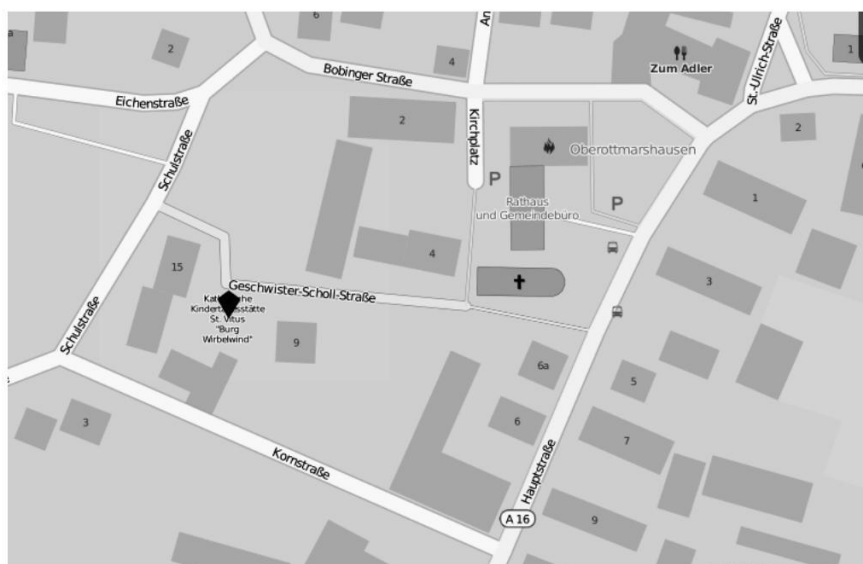 6
An
St.-Ulrich-Straße
a
2
4
Zum Adler
1
Bobinger Straße
Eichenstraße
2
Kirchplatz
2
Schulstraße
Oberottmarshausen
P
P
Rathaus
und Gemeindebüro
1
15
4
3
Geschwister-Scholl-Straße
St. Vitus
"Burg
Wirbelwind"
Schulstraße
9
6a
5
3
6
7
Kornstraße
Hauptstraße
A 16
9